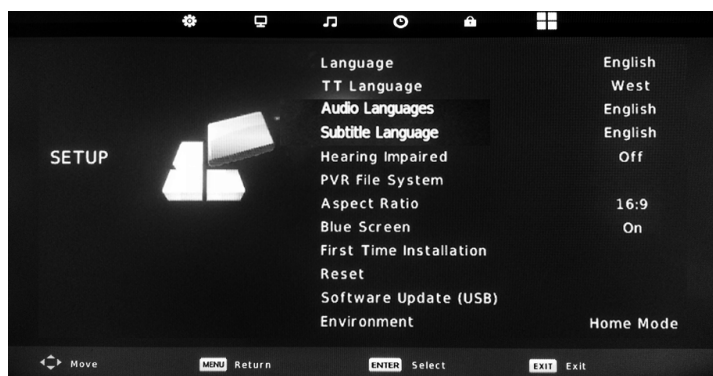 Language English
TT Language West
Audio Languages English
Subtitle Language English
SETUP
Hearing Impaired Off
PVR File System
Aspect Ratio 16:9
Blue Screen On
First Time Installation
Reset
Software Update (USB)
Environment Home Mode
Move MENU Return ENTER Select EXIT Exit